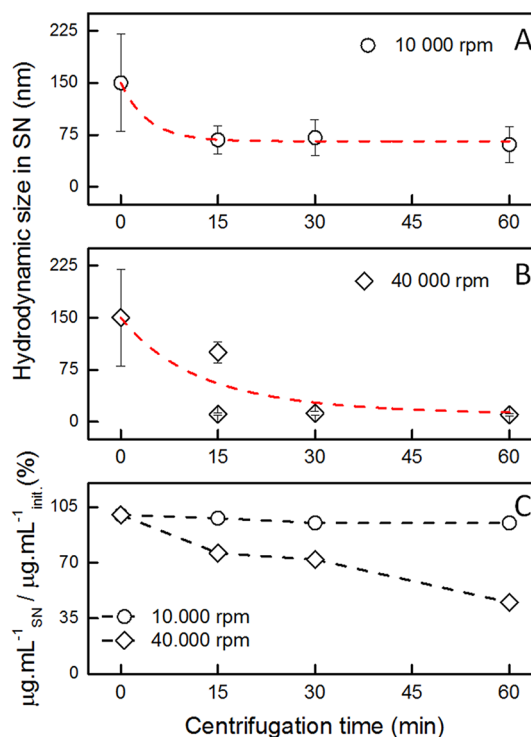 Hydrodynamic size in SN (nm)
225
150
75
0
A
10 000 rpm
0 15 30 45 60
225
150
75
0
B
40 000 rpm
0 15 30 45 60
µg.mL⁻¹SN / µg.mL⁻¹init.(%)
105
70
35
0
C
10.000 rpm
40.000 rpm
0 15 30 45 60
Centrifugation time (min)